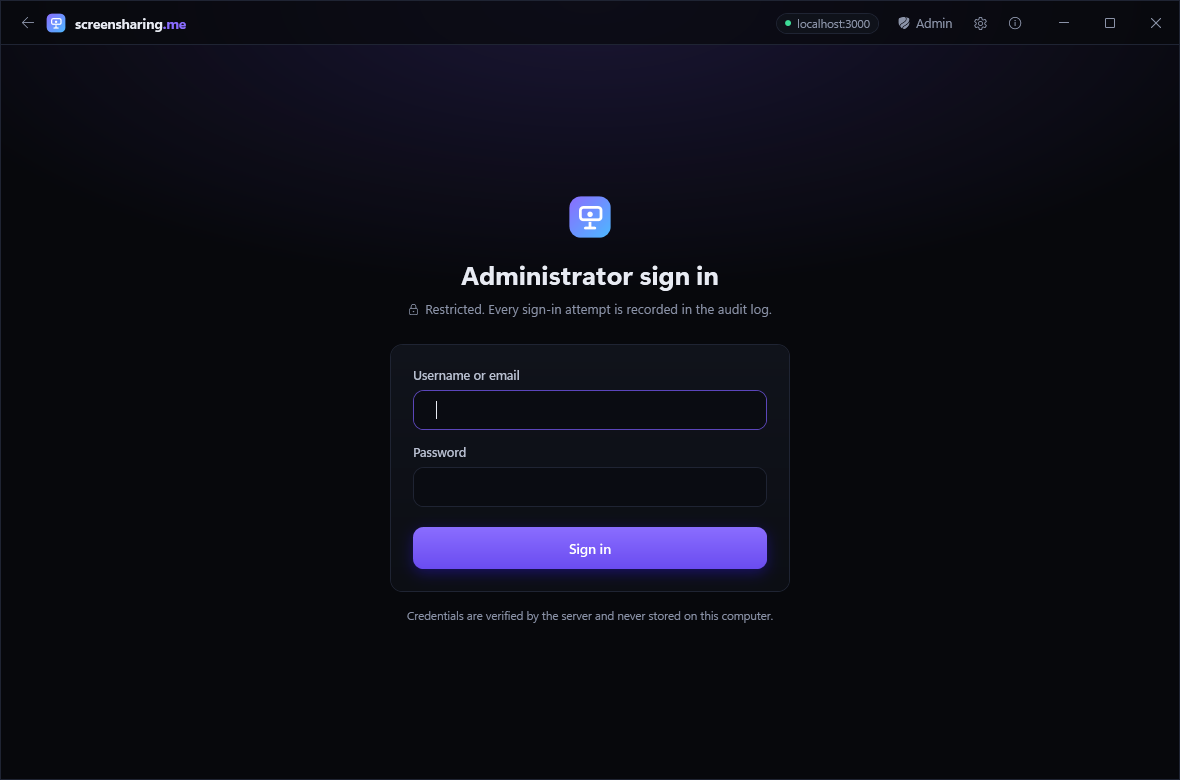 screensharing.me
localhost:3000
Admin
Administrator sign in
Restricted. Every sign-in attempt is recorded in the audit log.
Username or email
Password
Sign in
Credentials are verified by the server and never stored on this computer.